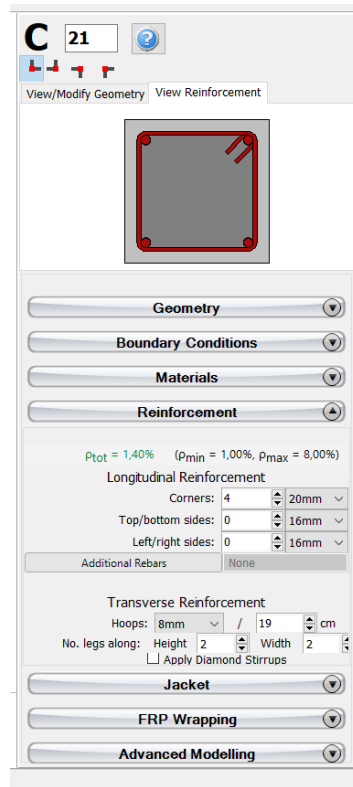 C 21
View/Modify Geometry View Reinforcement
Geometry
Boundary Conditions
Materials
Reinforcement
ρtot = 1,40% (ρmin = 1,00%, ρmax = 8,00%)
Longitudinal Reinforcement
Corners: 4 20mm
Top/bottom sides: 0 16mm
Left/right sides: 0 16mm
Additional Rebars None
Transverse Reinforcement
Hoops: 8mm / 19 cm
No. legs along: Height 2 Width 2
Apply Diamond Stirrups
Jacket
FRP Wrapping
Advanced Modelling